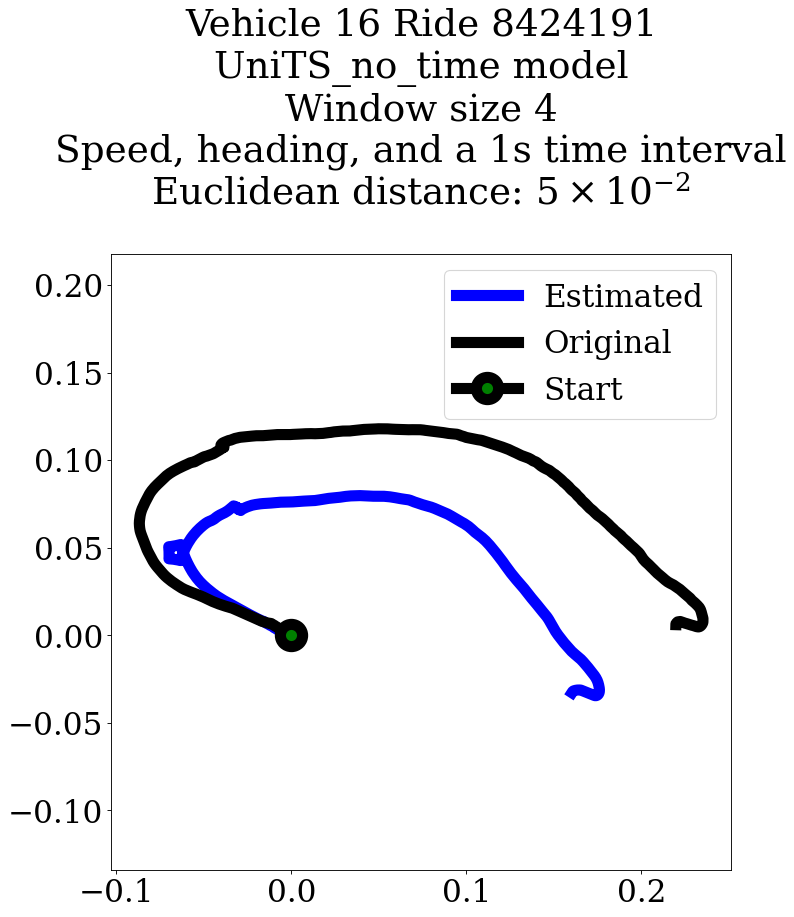 Vehicle 16 Ride 8424191
UniTS_no_time model
Window size 4
Speed, heading, and a 1s time interval
Euclidean distance: 5 × 10⁻²
Estimated
Original
Start
0.20
0.15
0.10
0.05
0.00
−0.05
−0.10
−0.1 0.0 0.1 0.2